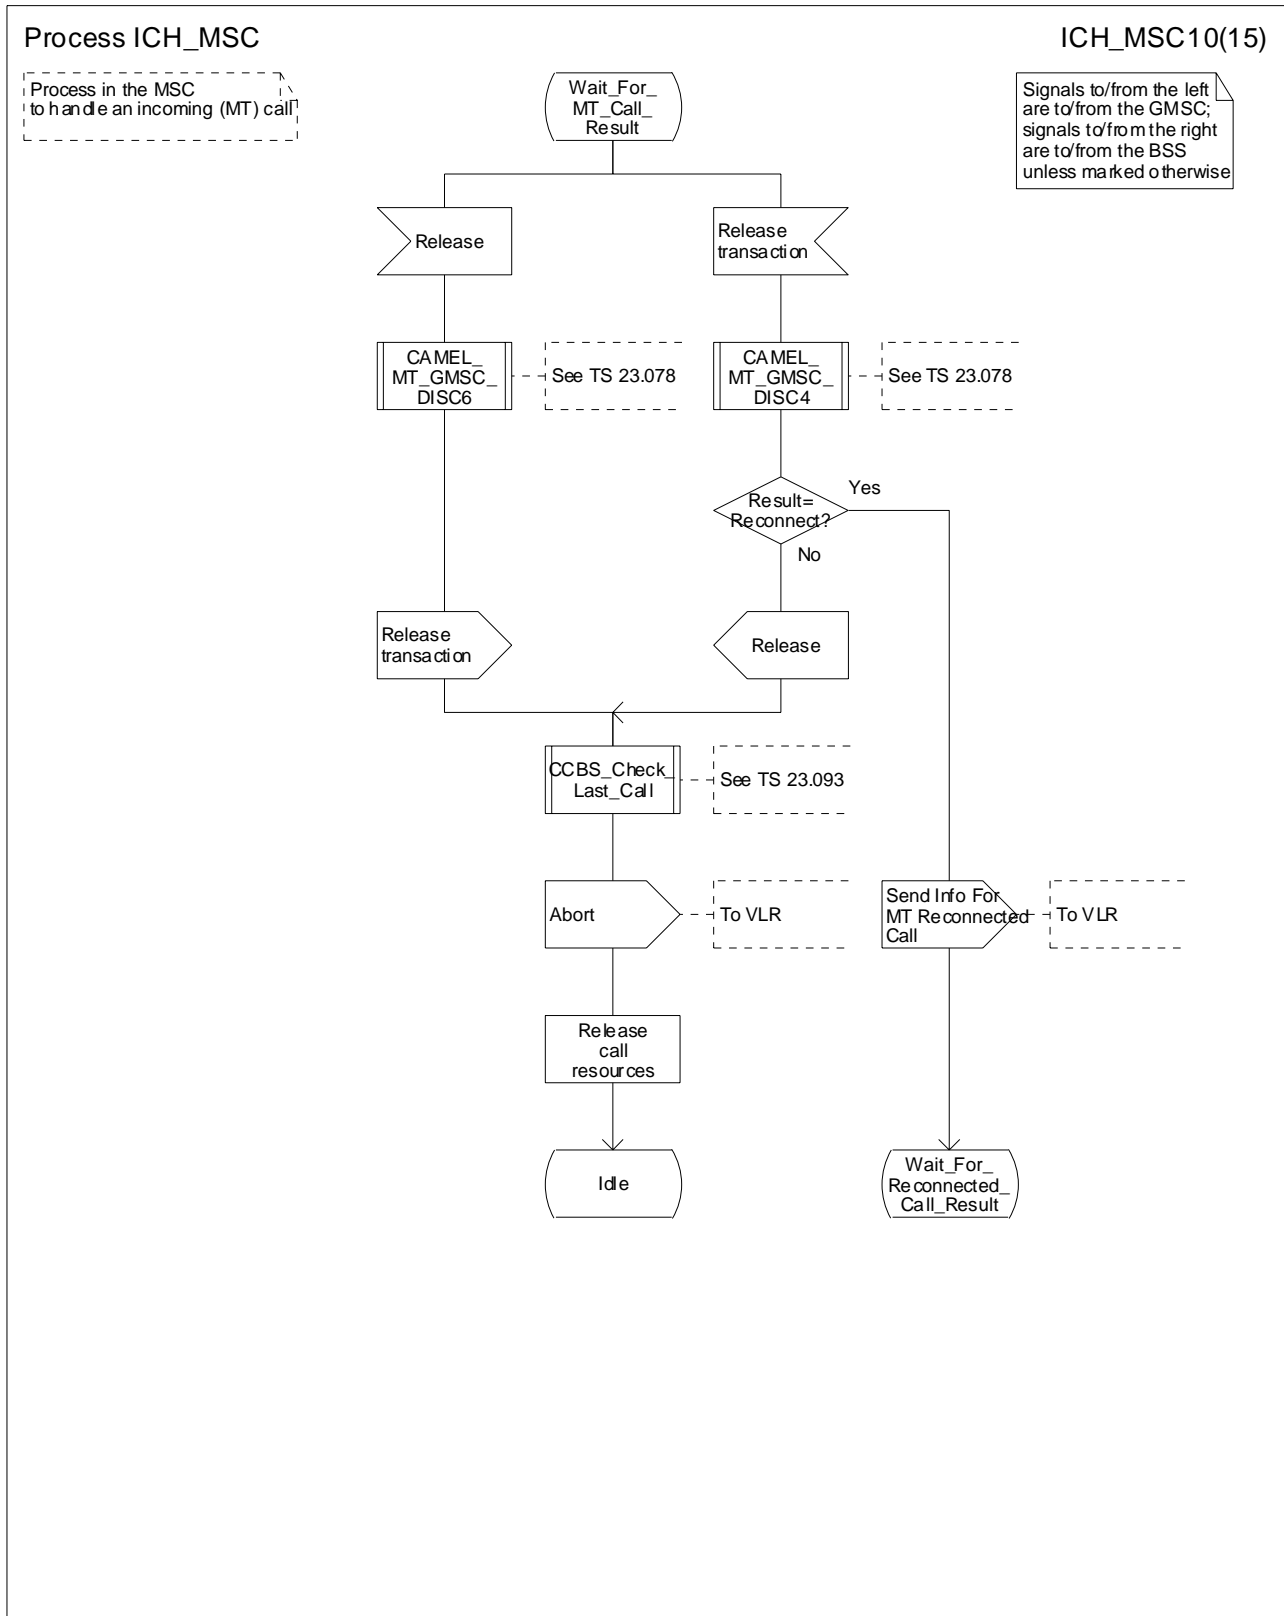 Process ICH_MSC
ICH_MSC10(15)
Process in the MSC
to handle an incoming (MT) call
Wait_For_
MT_Call_
Result
Signals to/from the left
are to/from the GMSC;
signals to/from the right
are to/from the BSS
unless marked otherwise
Release
Release
transaction
CAMEL_
MT_GMSC_
DISC6
See TS 23.078
CAMEL_
MT_GMSC_
DISC4
See TS 23.078
Result=
Reconnect?
Yes
No
Release
transaction
Release
CCBS_Check_
Last_Call
See TS 23.093
Abort
To VLR
Send Info For
MT Reconnected
Call
To VLR
Release
call
resources
Idle
Wait_For_
Reconnected_
Call_Result